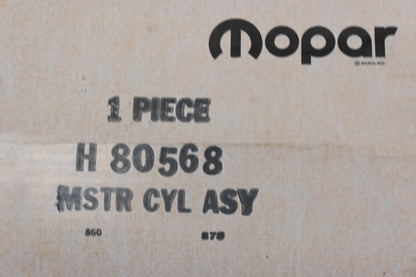 mopar
1 PIECE
H 80568
MSTR CYL ASY
860 878